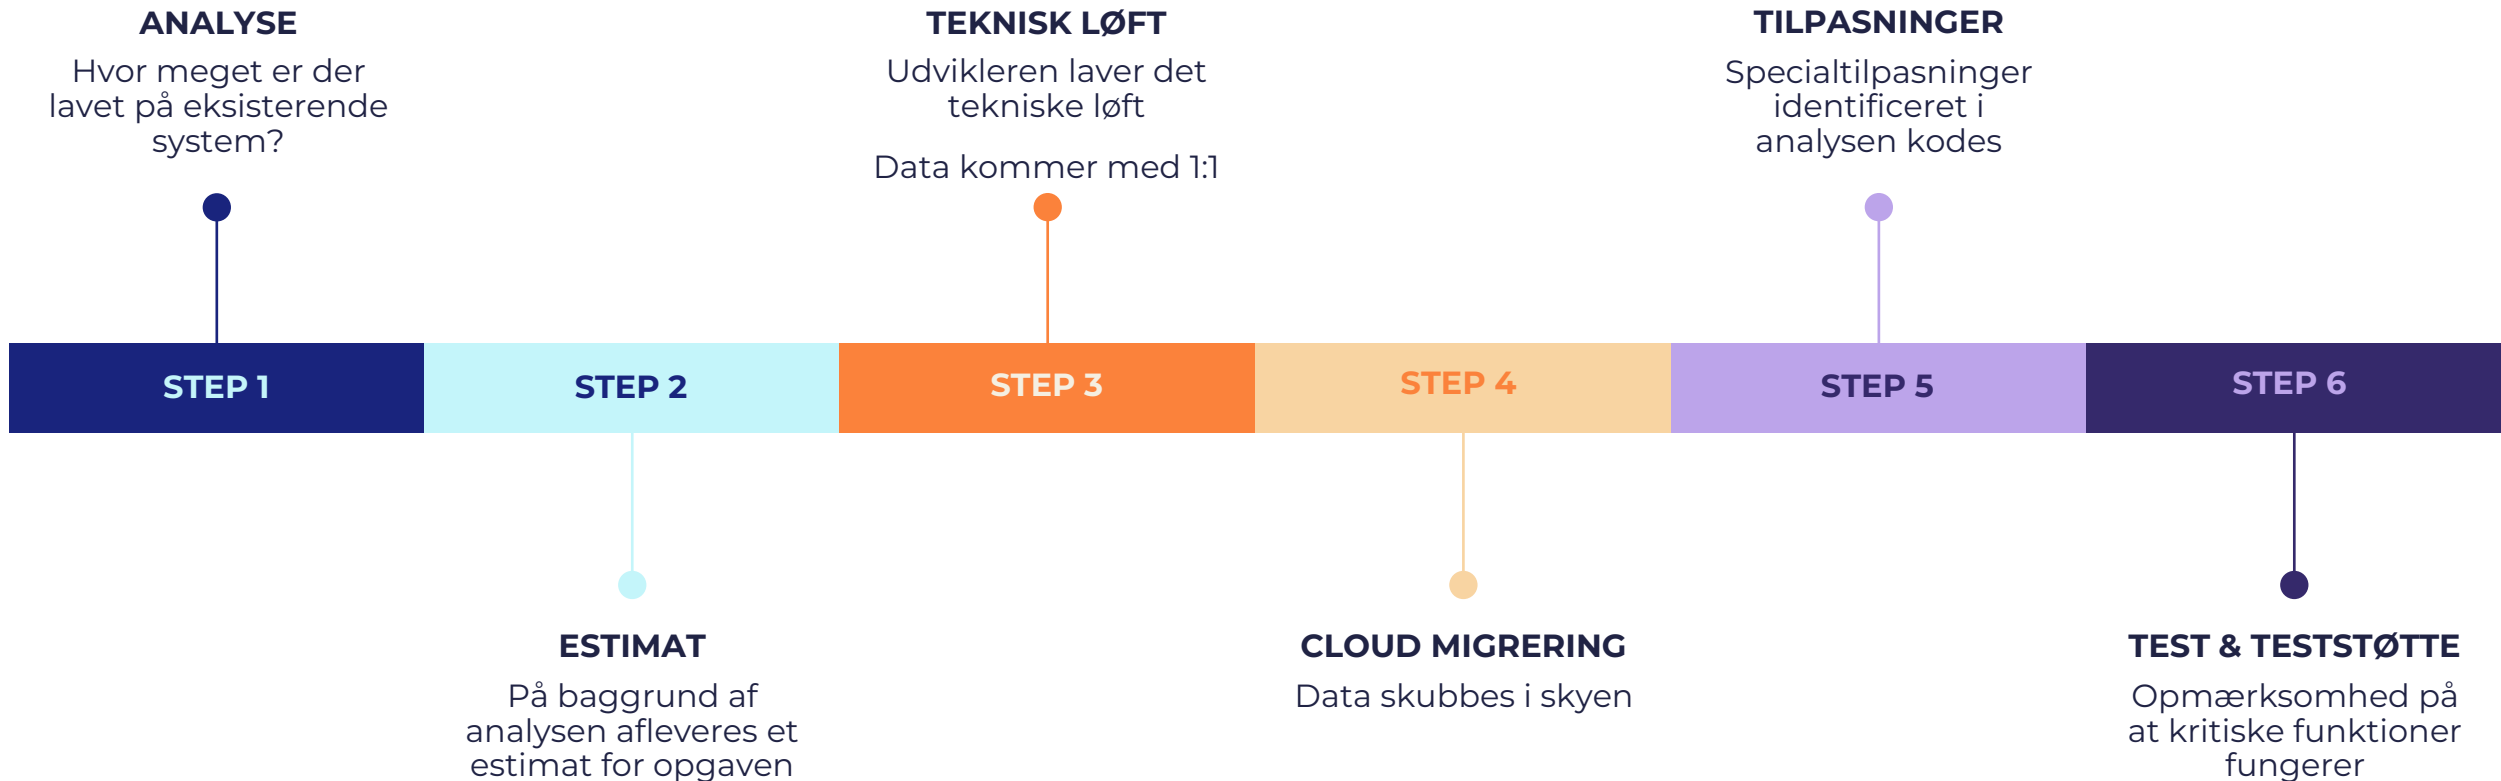 ANALYSE
Hvor meget er der
lavet på eksisterende
system?
TEKNISK LØFT
Udvikleren laver det
tekniske løft
Data kommer med 1:1
TILPASNINGER
Specialtilpasninger
identificeret i
analysen kodes
STEP 1
STEP 2
STEP 3
STEP 4
STEP 5
STEP 6
ESTIMAT
På baggrund af
analysen afleveres et
estimat for opgaven
CLOUD MIGRERING
Data skubbes i skyen
TEST & TESTSTØTTE
Opmærksomhed på
at kritiske funktioner
fungerer